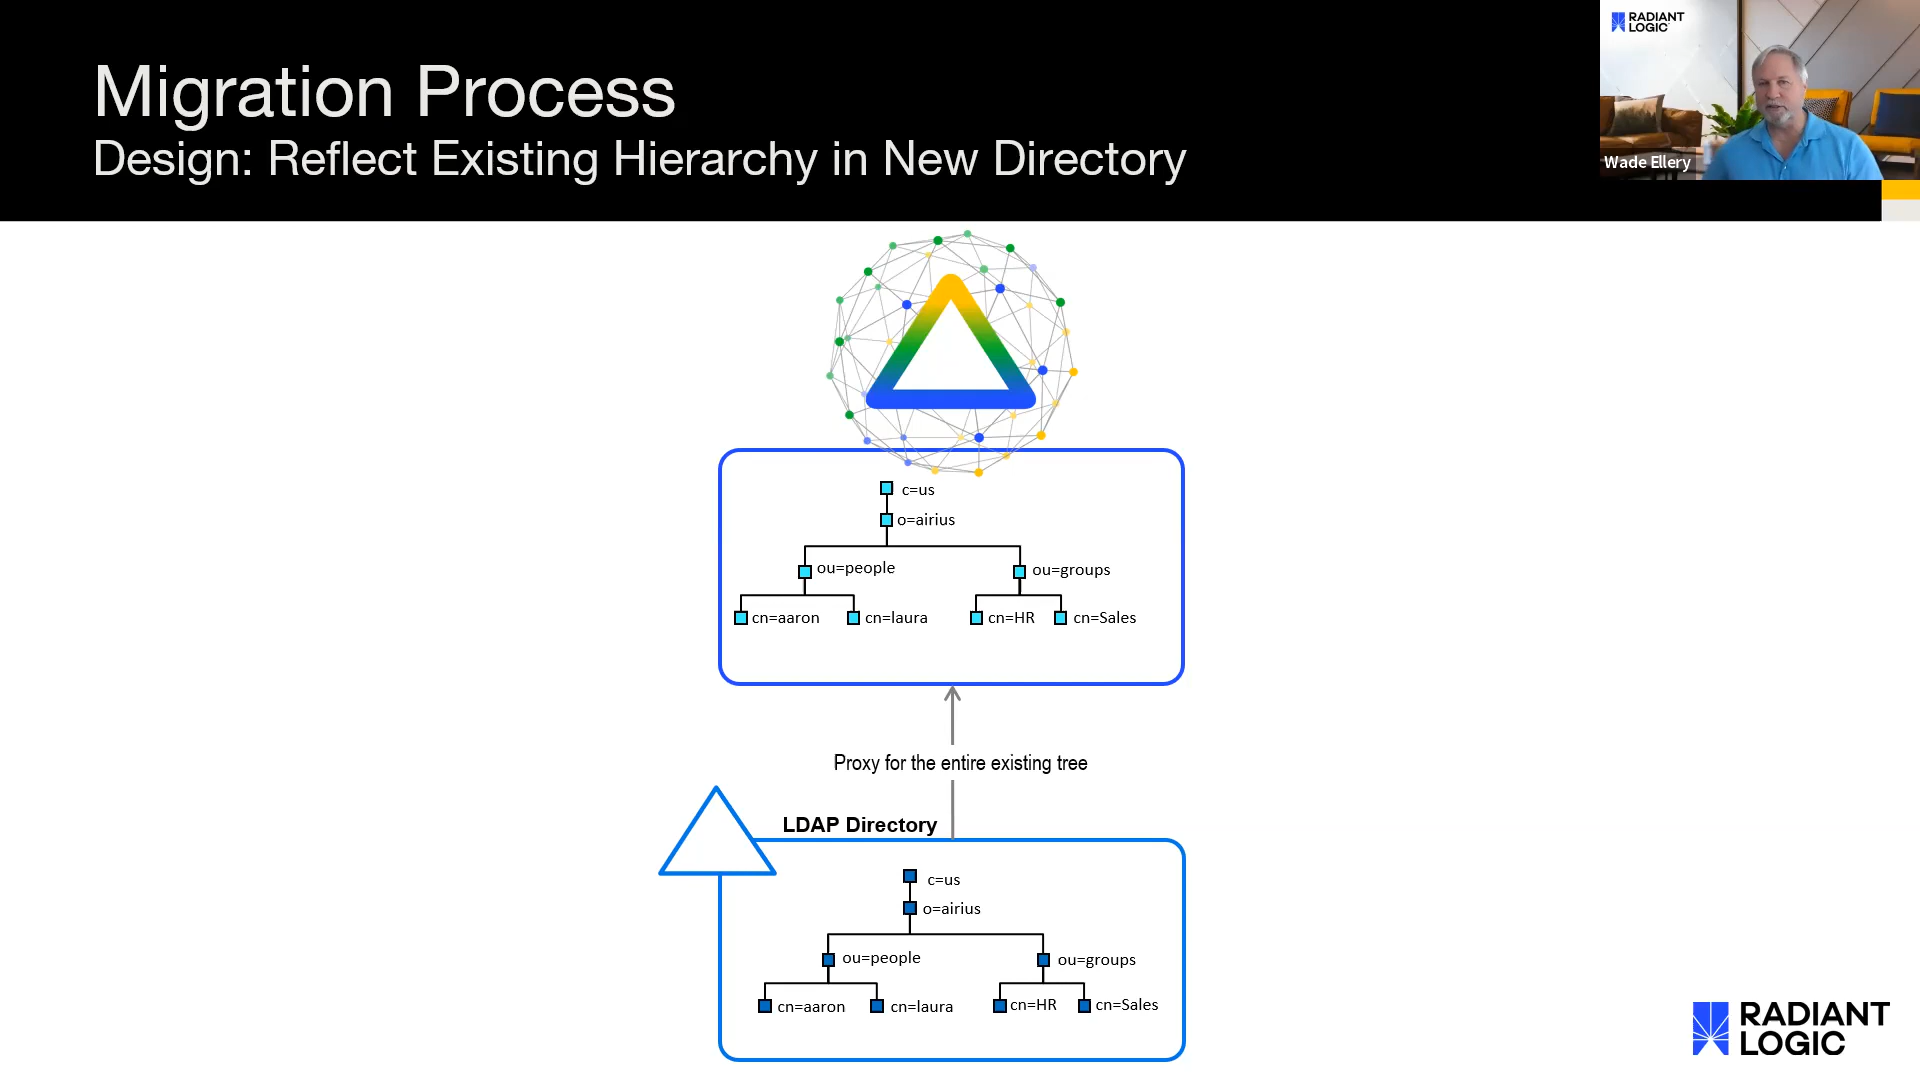 Migration Process
Design: Reflect Existing Hierarchy in New Directory
RADIANT
LOGIC
Wade Ellery
c=us
o=airius
ou=people
ou=groups
cn=aaron
cn=laura
cn=HR
cn=Sales
Proxy for the entire existing tree
LDAP Directory
c=us
o=airius
ou=people
ou=groups
cn=aaron
cn=laura
cn=HR
cn=Sales
RADIANT
LOGIC